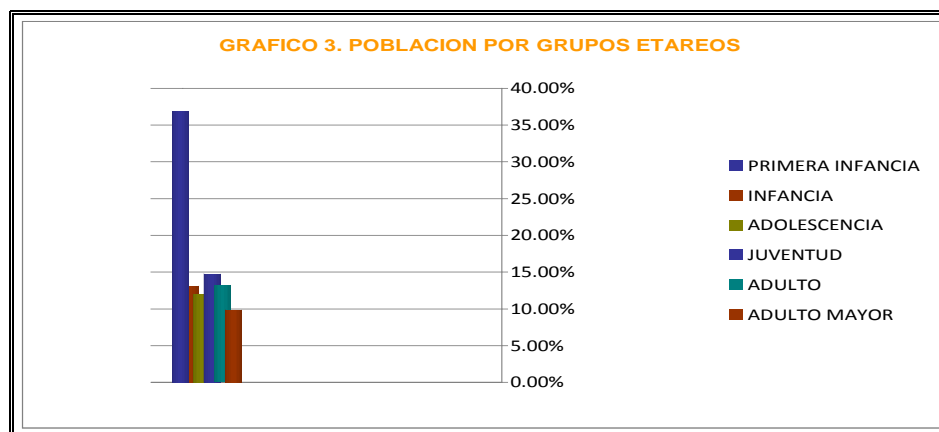 GRAFICO 3. POBLACION POR GRUPOS ETAREOS
40.00%
35.00%
30.00%
25.00%
20.00%
15.00%
10.00%
5.00%
0.00%
PRIMERA INFANCIA
INFANCIA
ADOLESCENCIA
JUVENTUD
ADULTO
ADULTO MAYOR